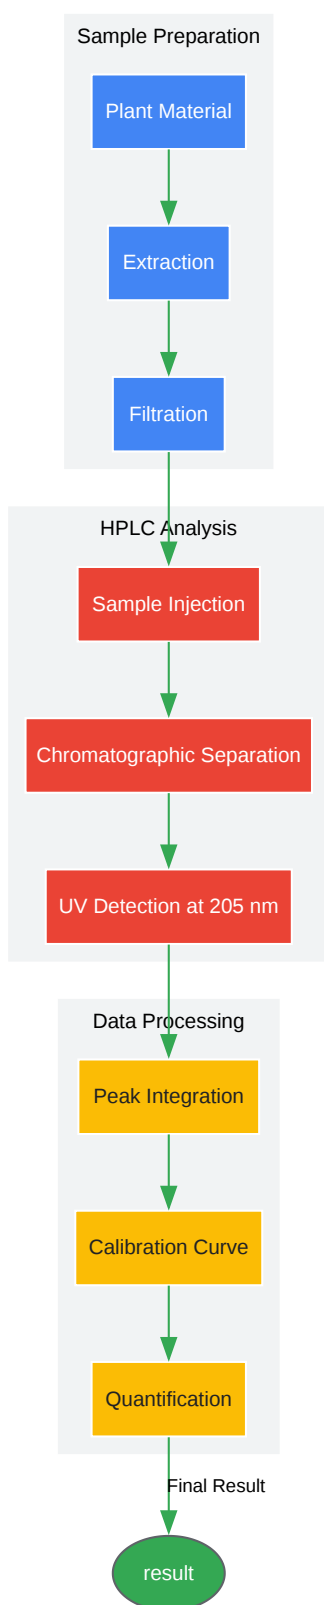 Sample Preparation
Plant Material
Extraction
Filtration
HPLC Analysis
Sample Injection
Chromatographic Separation
UV Detection at 205 nm
Data Processing
Peak Integration
Calibration Curve
Quantification
Final Result
result